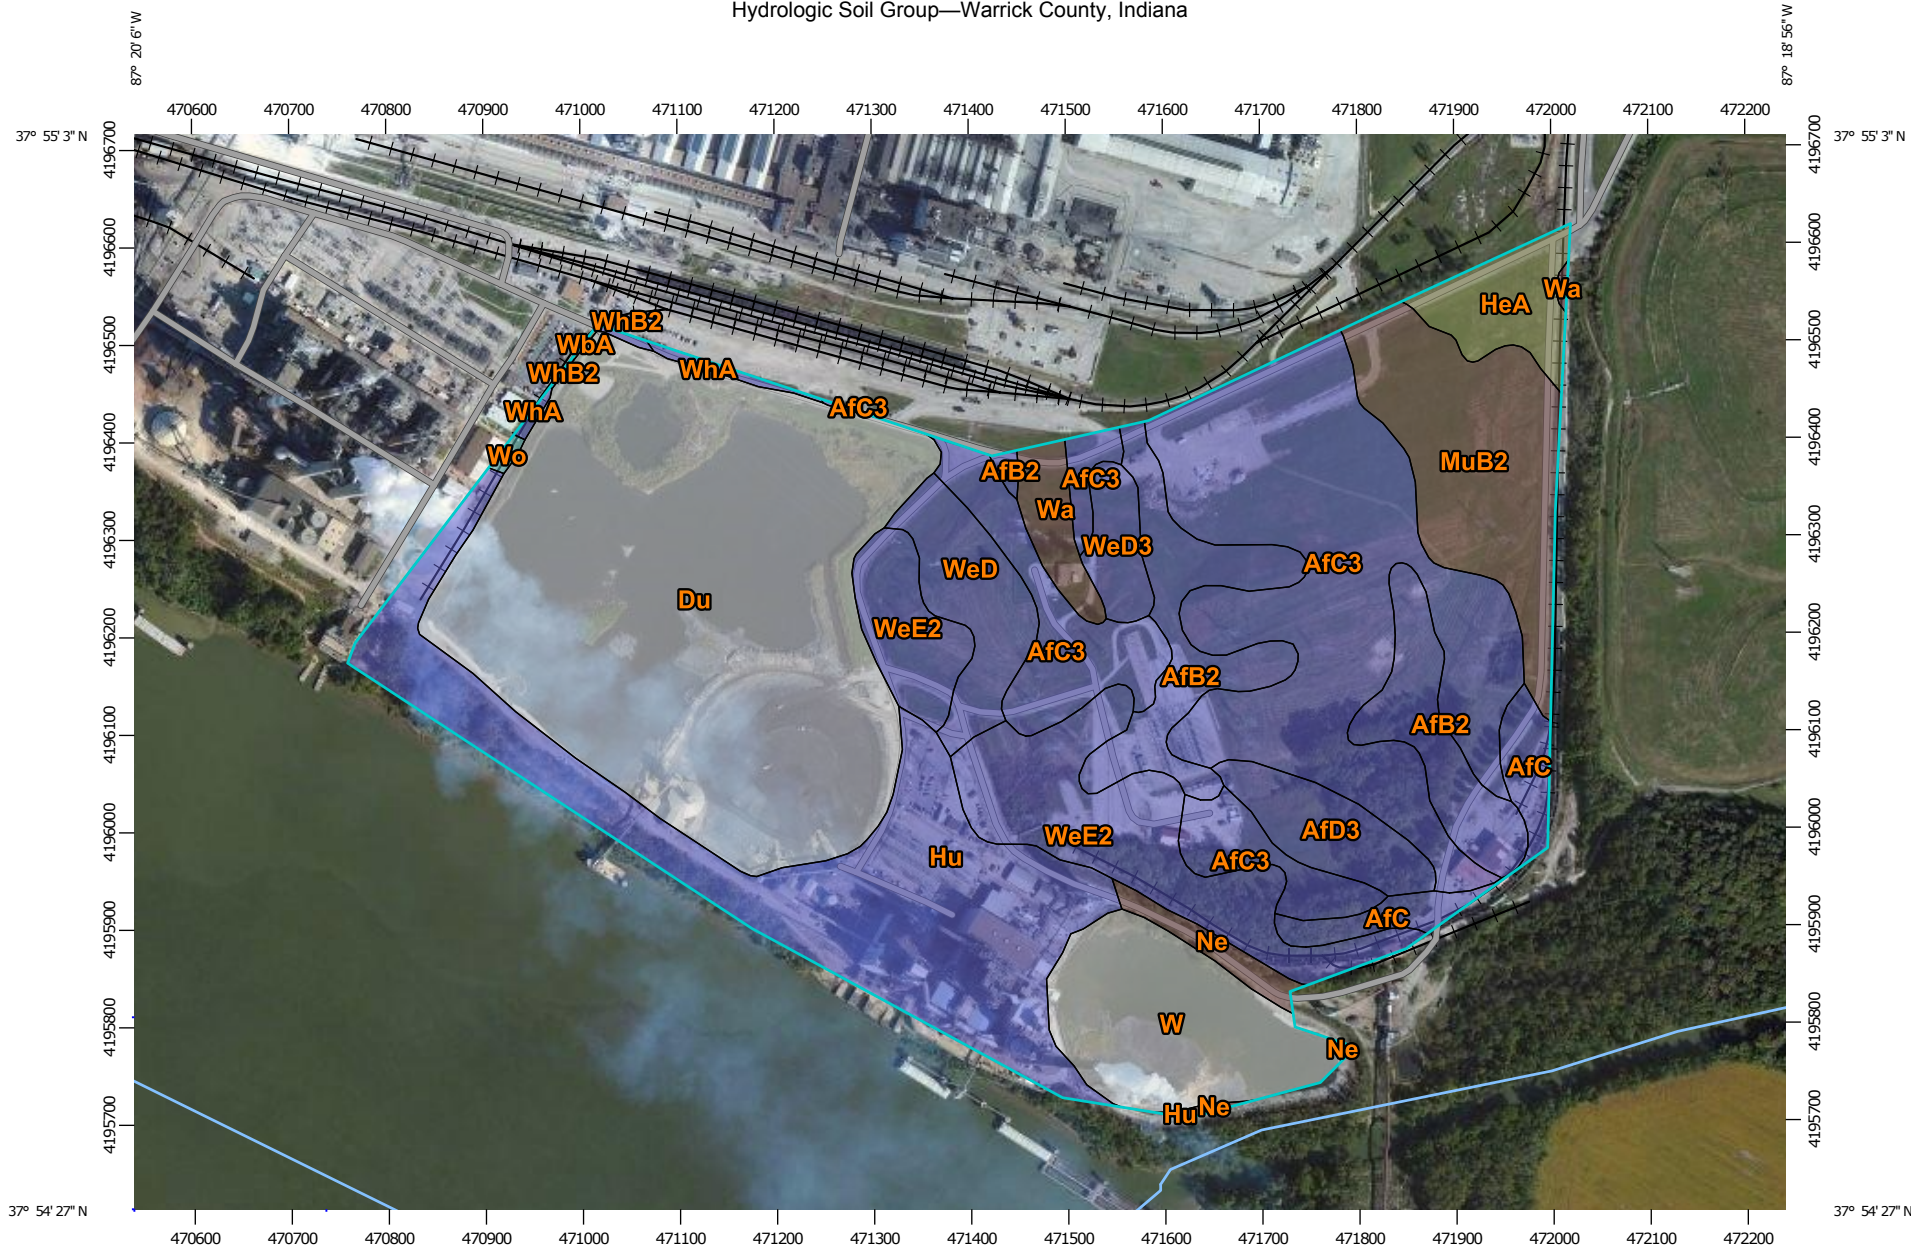 Hydrologic Soil Group—Warrick County, Indiana
87° 20' 6'' W
87° 18' 56'' W
470600 470700 470800 470900 471000 471100 471200 471300 471400 471500 471600 471700 471800 471900 472000 472100 472200
37° 55' 3'' N
37° 55' 3'' N
4196700
4196700
4196600
4196600
4196500
4196500
4196400
4196400
4196300
4196300
4196200
4196200
4196100
4196100
4196000
4196000
4195900
4195900
4195800
4195800
4195700
4195700
Wa
HeA
WhB2
WbA
WhA
WhB2
AfC3
WhA
Wo
MuB2
AfB2
AfC3
Wa
WeD3
AfC3
WeD
Du
WeE2
AfC3
AfB2
AfB2
AfC
AfD3
WeE2
Hu
AfC3
AfC
Ne
W
Ne
Hu
Ne
37° 54' 27'' N
37° 54' 27'' N
470600 470700 470800 470900 471000 471100 471200 471300 471400 471500 471600 471700 471800 471900 472000 472100 472200